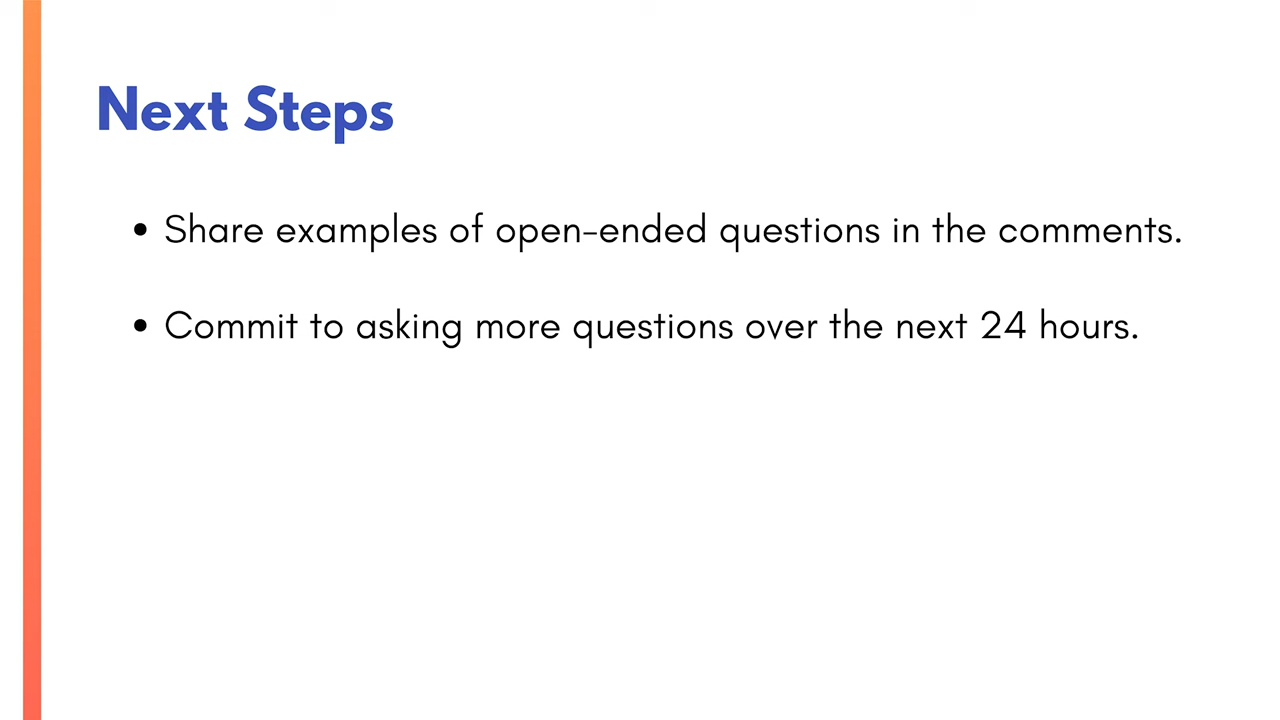 Next Steps
• Share examples of open-ended questions in the comments.
• Commit to asking more questions over the next 24 hours.